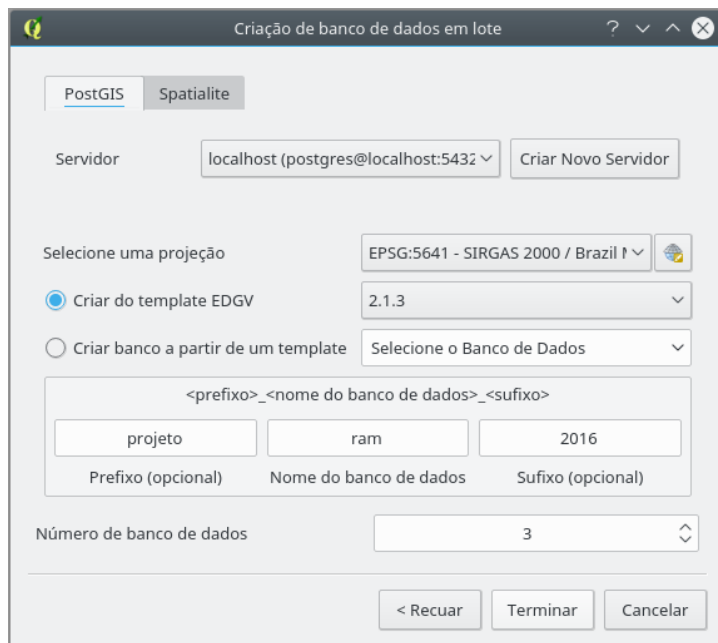 Criação de banco de dados em lote
PostGIS Spatialite
Servidor localhost (postgres@localhost:5432 Criar Novo Servidor
Selecione uma projeção EPSG:5641 - SIRGAS 2000 / Brazil
Criar do template EDGV 2.1.3
Criar banco a partir de um template Selecione o Banco de Dados
<prefixo>_<nome do banco de dados>_<sufixo>
projeto ram 2016
Prefixo (opcional) Nome do banco de dados Sufixo (opcional)
Número de banco de dados 3
< Recuar Terminar Cancelar